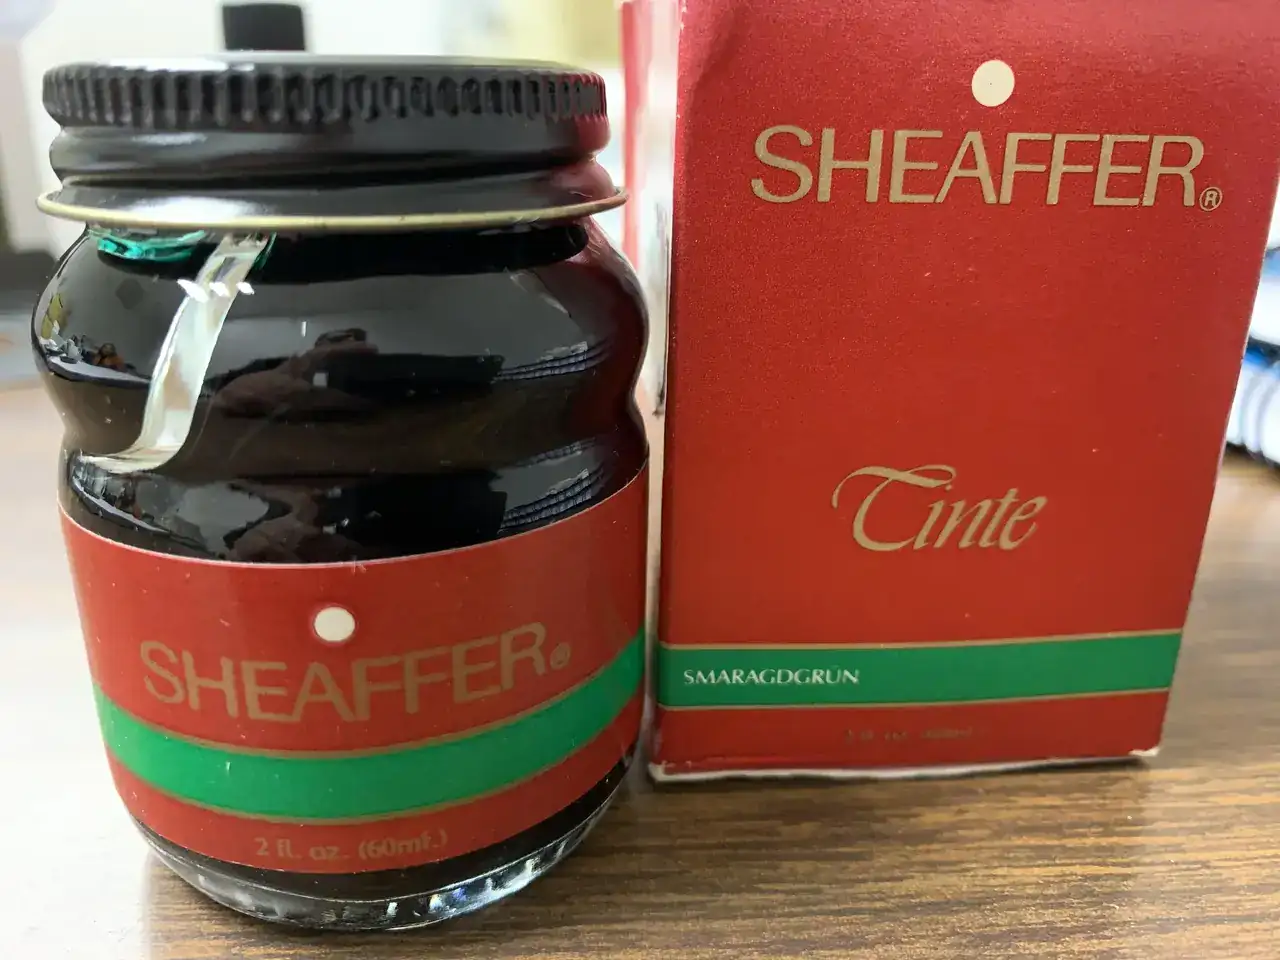 SHEAFFER®
2 fl. oz. (60mℓ.)
SHEAFFER®
Tinte
SMARAGDGRÜN